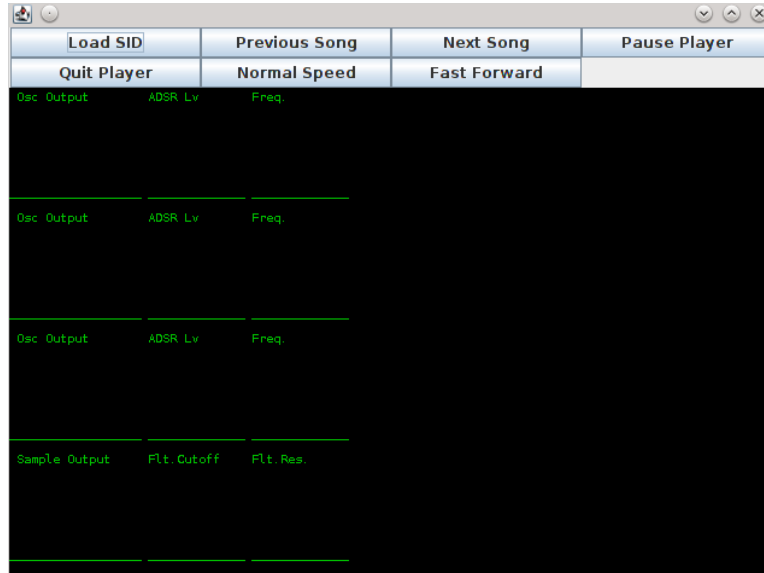 Load SID Previous Song Next Song Pause Player
Quit Player Normal Speed Fast Forward
Osc Output ADSR Lv Freq.
Osc Output ADSR Lv Freq.
Osc Output ADSR Lv Freq.
Sample Output Flt.Cutoff Flt.Res.